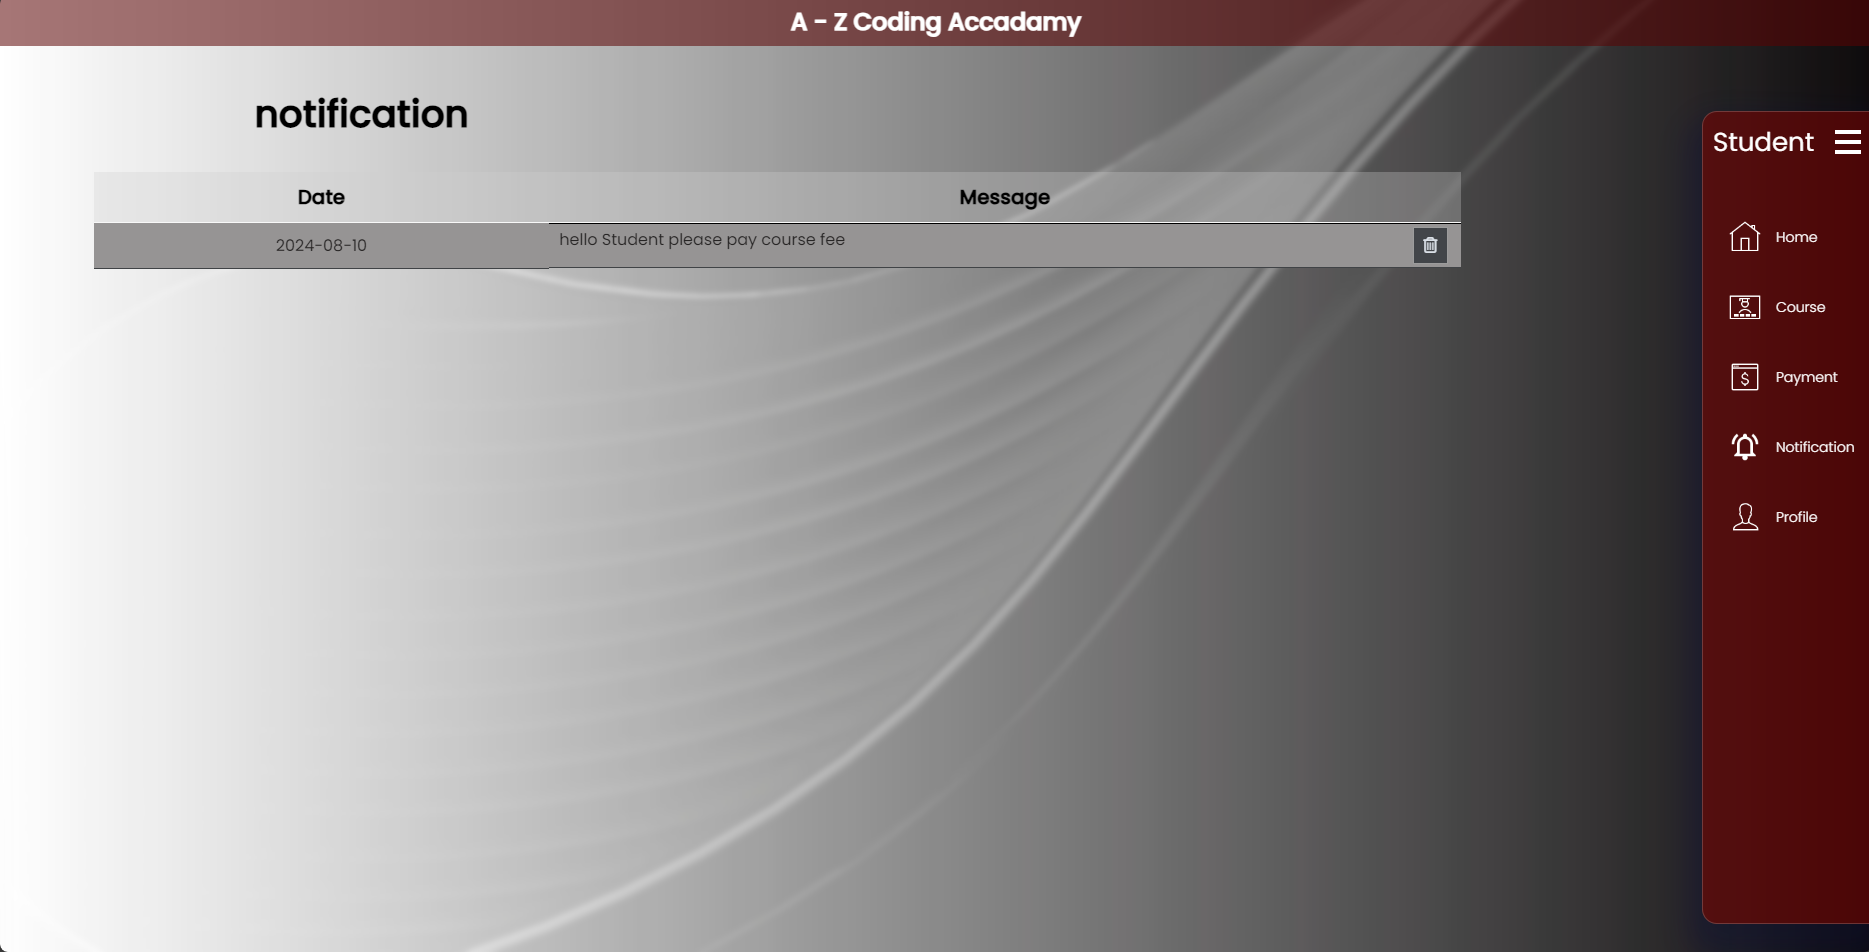 A - Z Coding Accadamy
notification
Date Message
2024-08-10 hello Student please pay course fee
Student
Home
Course
Payment
Notification
Profile